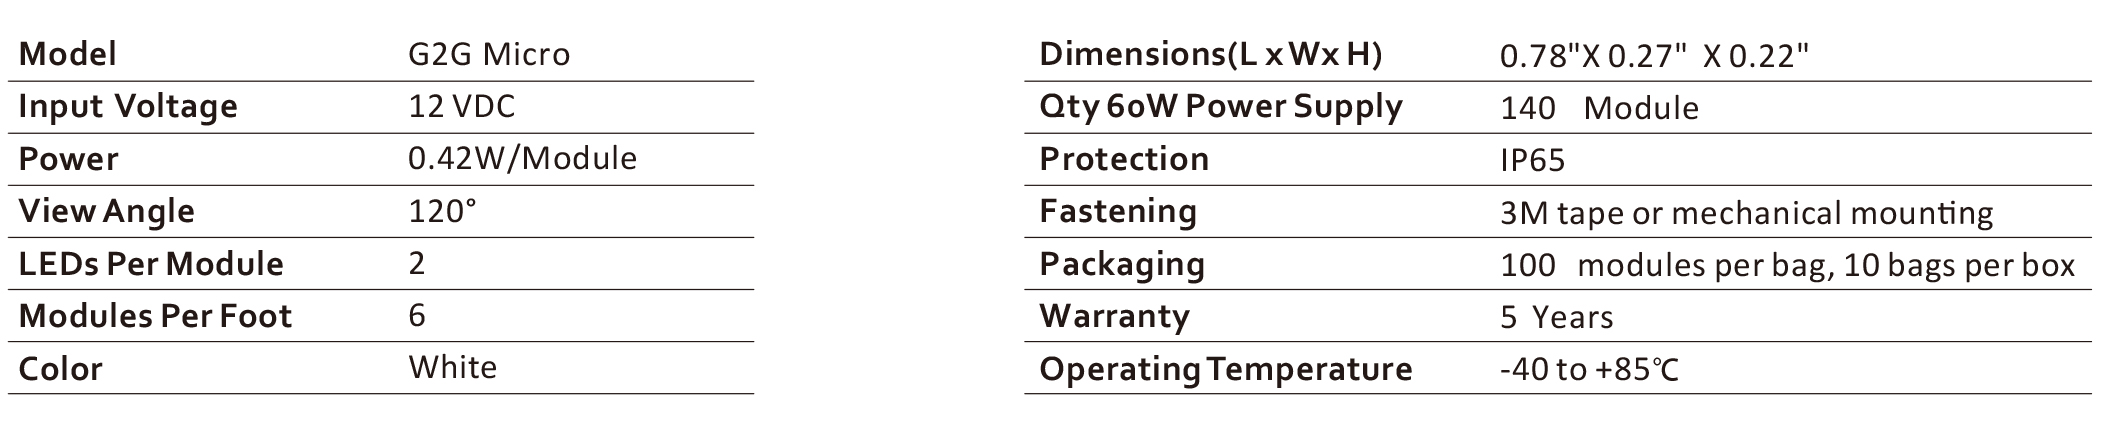 Model G2G Micro
Input Voltage 12 VDC
Power 0.42W/Module
View Angle 120°
LEDs Per Module 2
Modules Per Foot 6
Color White
Dimensions(L x Wx H) 0.78"X 0.27" X 0.22"
Qty 60W Power Supply 140 Module
Protection IP65
Fastening 3M tape or mechanical mounting
Packaging 100 modules per bag, 10 bags per box
Warranty 5 Years
Operating Temperature -40 to +85℃